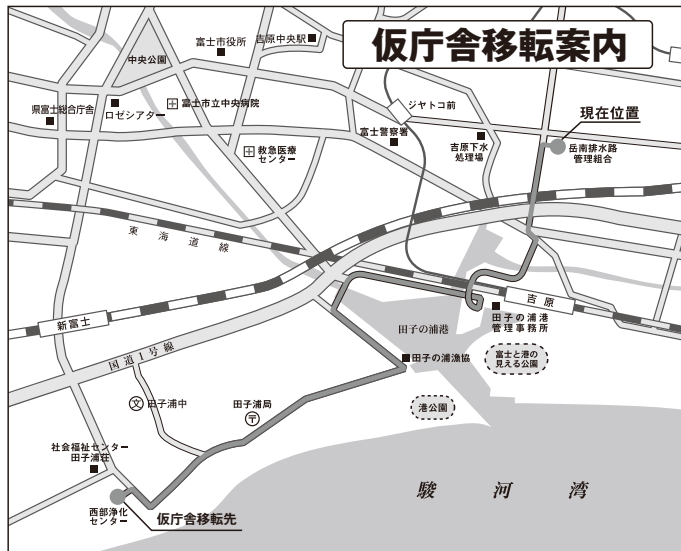 仮庁舎移転案内
中央公園
富士市役所
吉原中央駅
県富士総合庁舎
ロゼシアター
富士市立中央病院
救急医療
センター
ジヤトコ前
富士警察署
吉原下水
処理場
現在位置
岳南排水路
管理組合
東海道線
新富士
吉原
国道1号線
田子の浦港
田子の浦港
管理事務所
田子の浦漁協
富士と港の
見える公園
港公園
文
田子浦中
田子浦局
〒
社会福祉センター
田子浦荘
西部浄化
センター
仮庁舎移転先
駿河湾